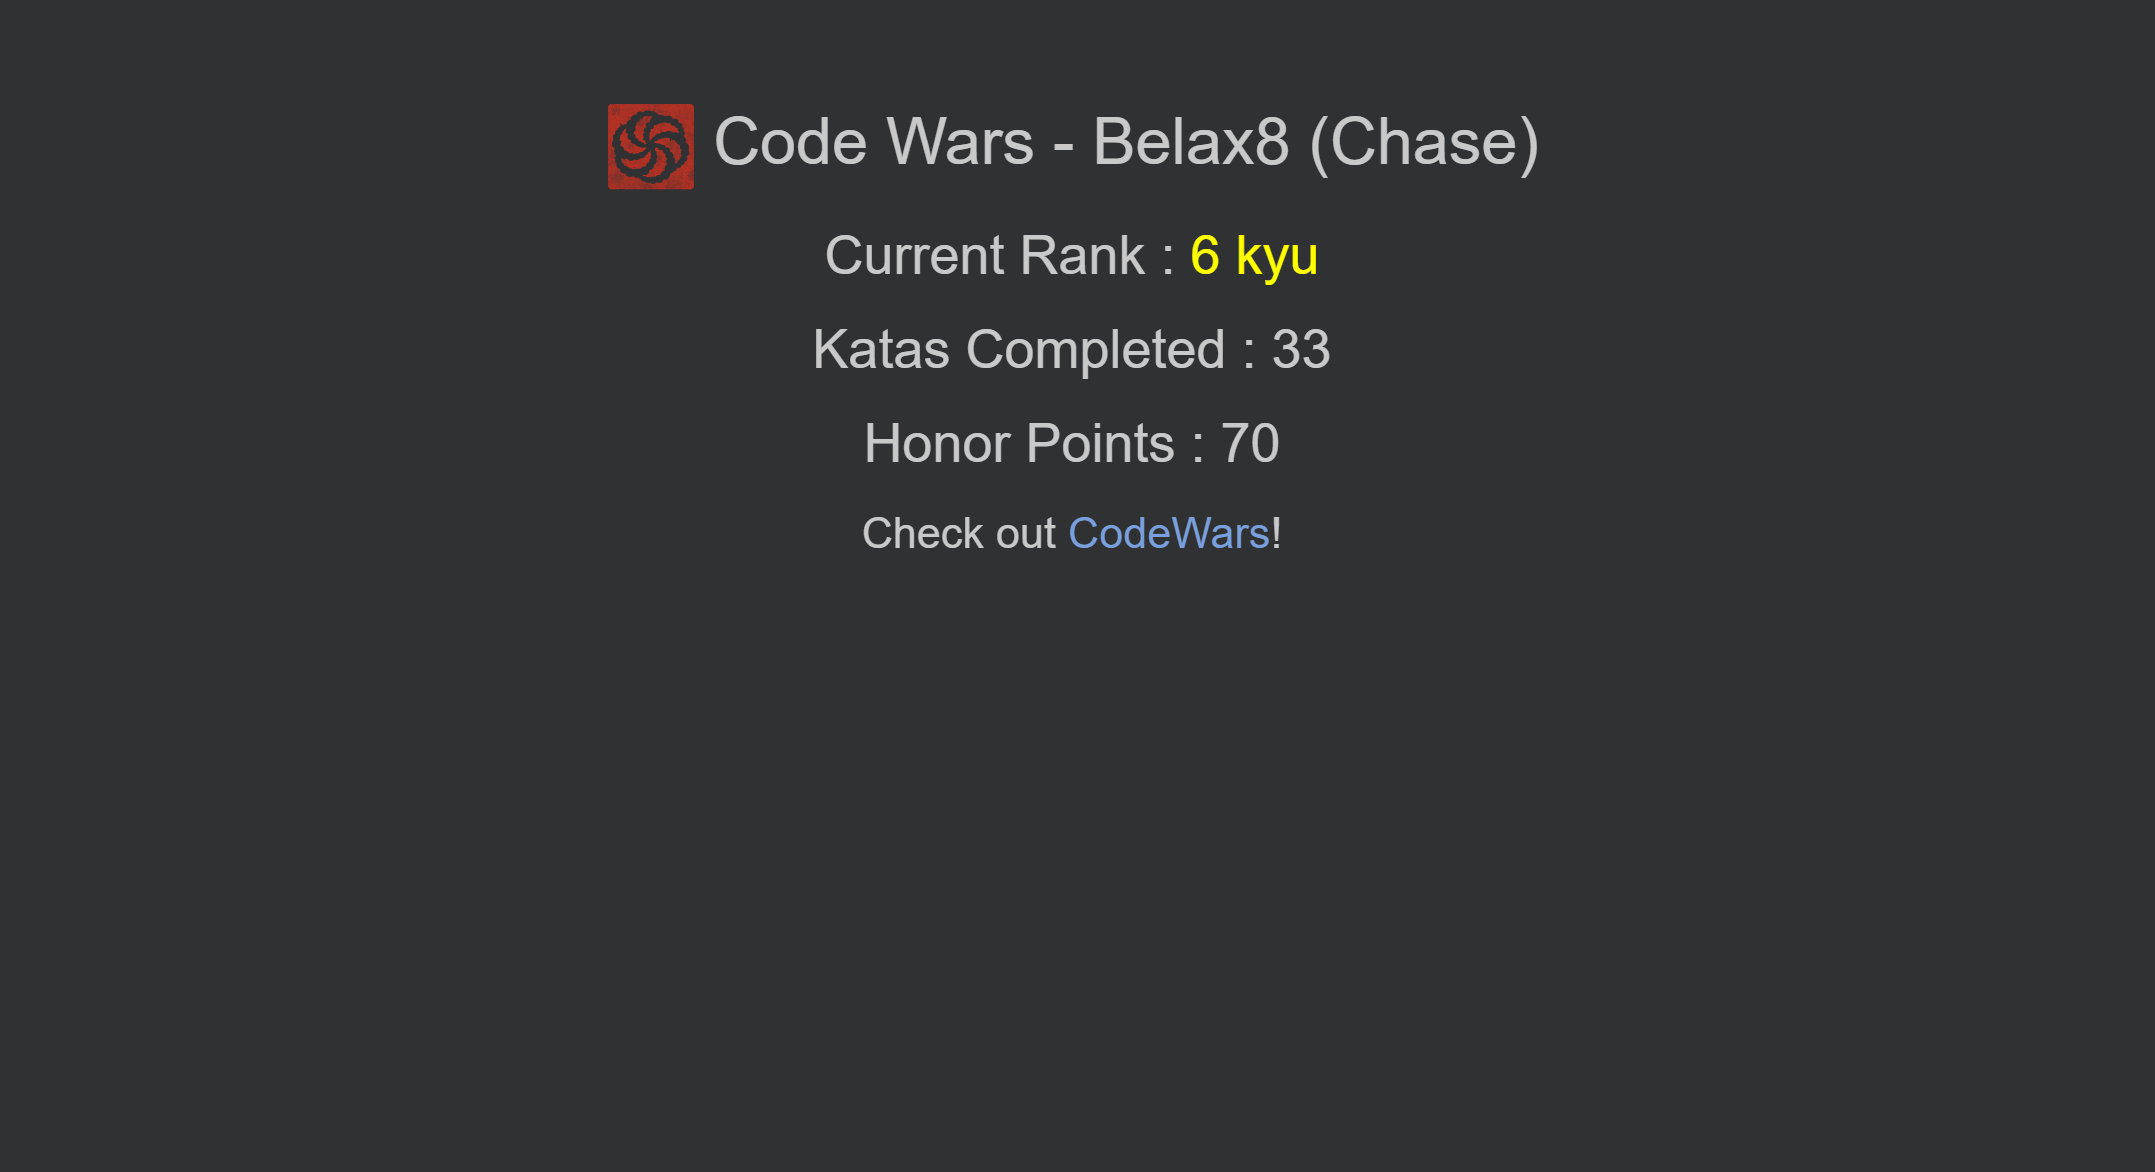 Code Wars - Belax8 (Chase)
Current Rank : 6 kyu
Katas Completed : 33
Honor Points : 70
Check out CodeWars!